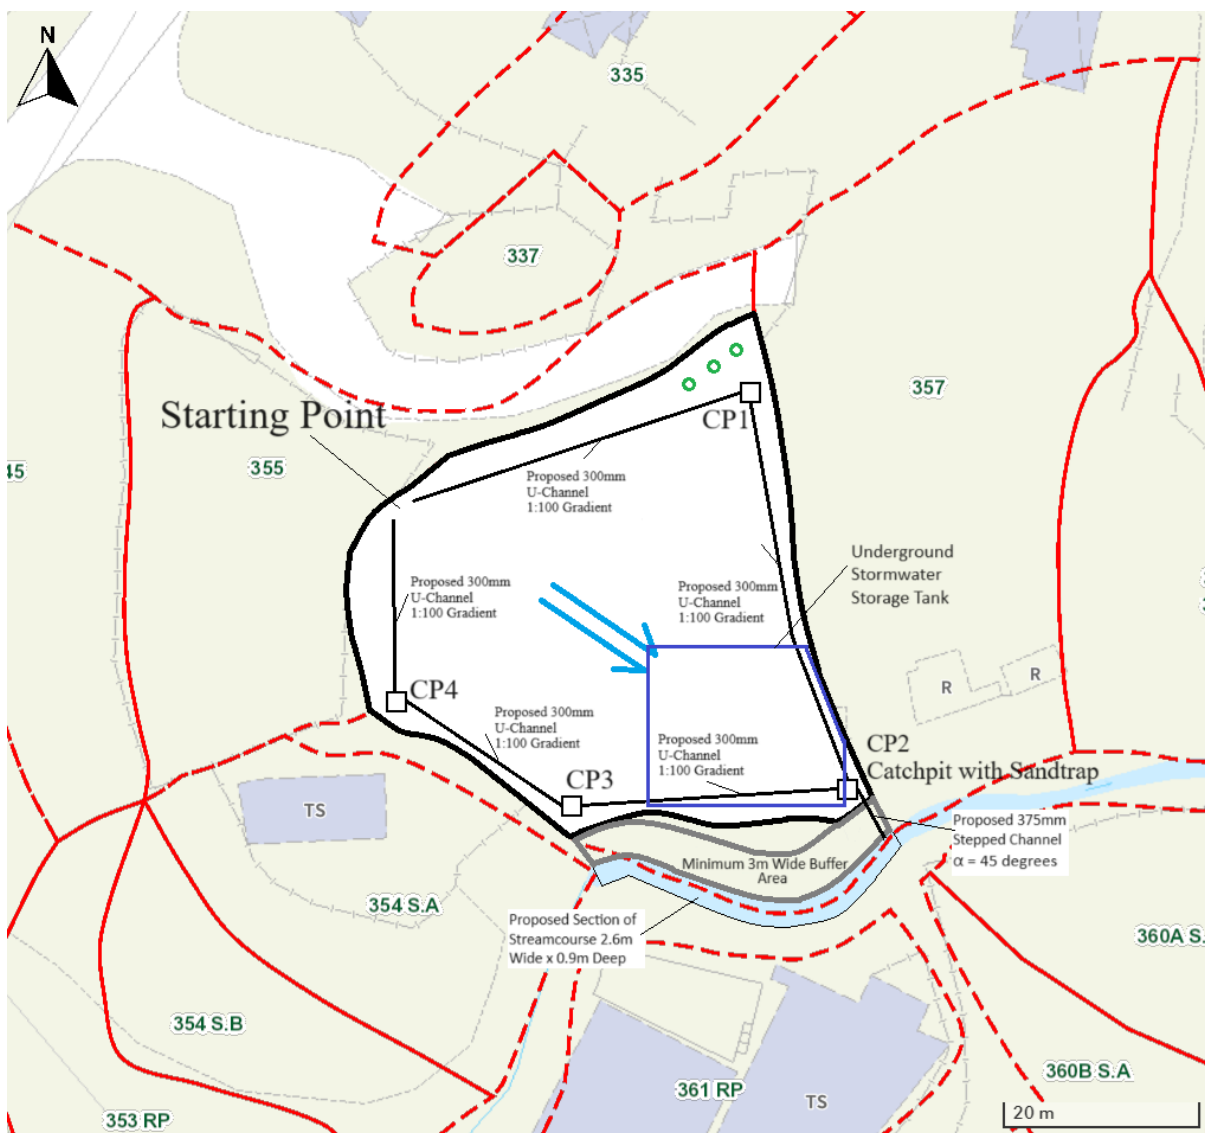 N
335
337
357
Starting Point
CP1
45
355
Proposed 300mm
U-Channel
1:100 Gradient
Underground
Stormwater
Storage Tank
Proposed 300mm
U-Channel
1:100 Gradient
Proposed 300mm
U-Channel
1:100 Gradient
R
R
CP4
Proposed 300mm
U-Channel
1:100 Gradient
Proposed 300mm
U-Channel
1:100 Gradient
CP2
Catchpit with Sandtrap
CP3
TS
Proposed 375mm
Stepped Channel
α = 45 degrees
Minimum 3m Wide Buffer
Area
354 S.A
Proposed Section of
Streamcourse 2.6m
Wide x 0.9m Deep
360A S.
354 S.B
360B S.A
361 RP
TS
353 RP
20 m